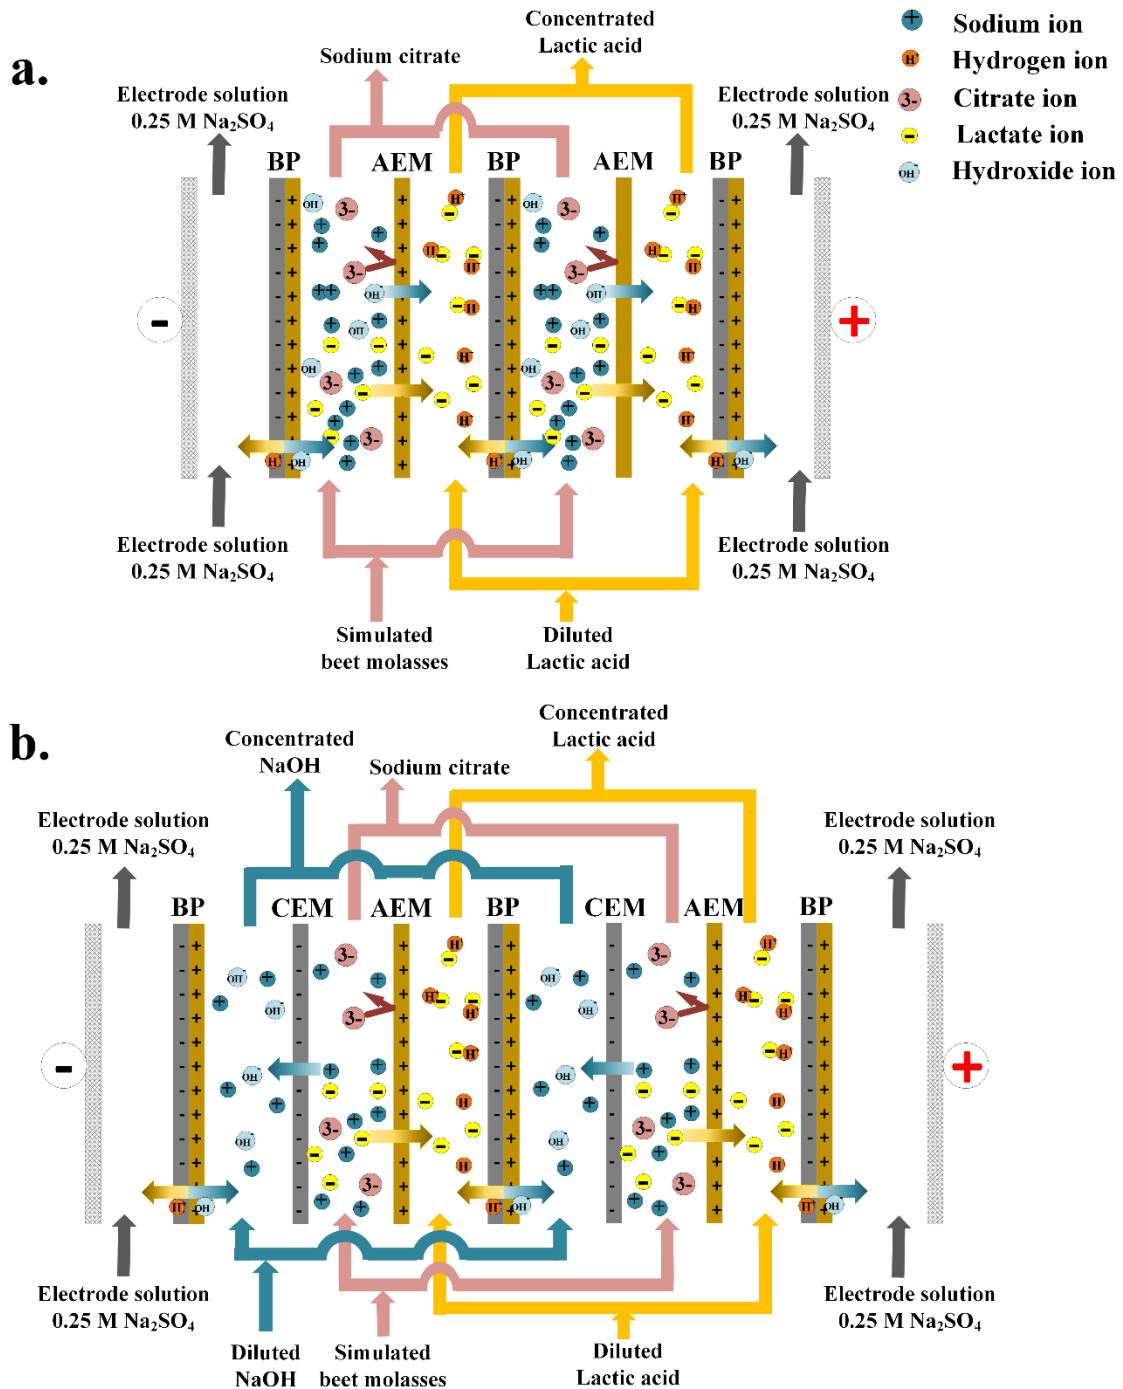 a.
Concentrated
Lactic acid
Sodium citrate
Electrode solution
0.25 M Na₂SO₄
Electrode solution
0.25 M Na₂SO₄
Sodium ion
H⁺ Hydrogen ion
3- Citrate ion
Lactate ion
OH⁻ Hydroxide ion
BP AEM BP AEM BP
- +
Electrode solution
0.25 M Na₂SO₄
Electrode solution
0.25 M Na₂SO₄
Simulated
beet molasses
Diluted
Lactic acid
b.
Concentrated
Lactic acid
Concentrated
NaOH
Sodium citrate
Electrode solution
0.25 M Na₂SO₄
Electrode solution
0.25 M Na₂SO₄
BP CEM AEM BP CEM AEM BP
- +
Electrode solution
0.25 M Na₂SO₄
Electrode solution
0.25 M Na₂SO₄
Diluted
NaOH
Simulated
beet molasses
Diluted
Lactic acid